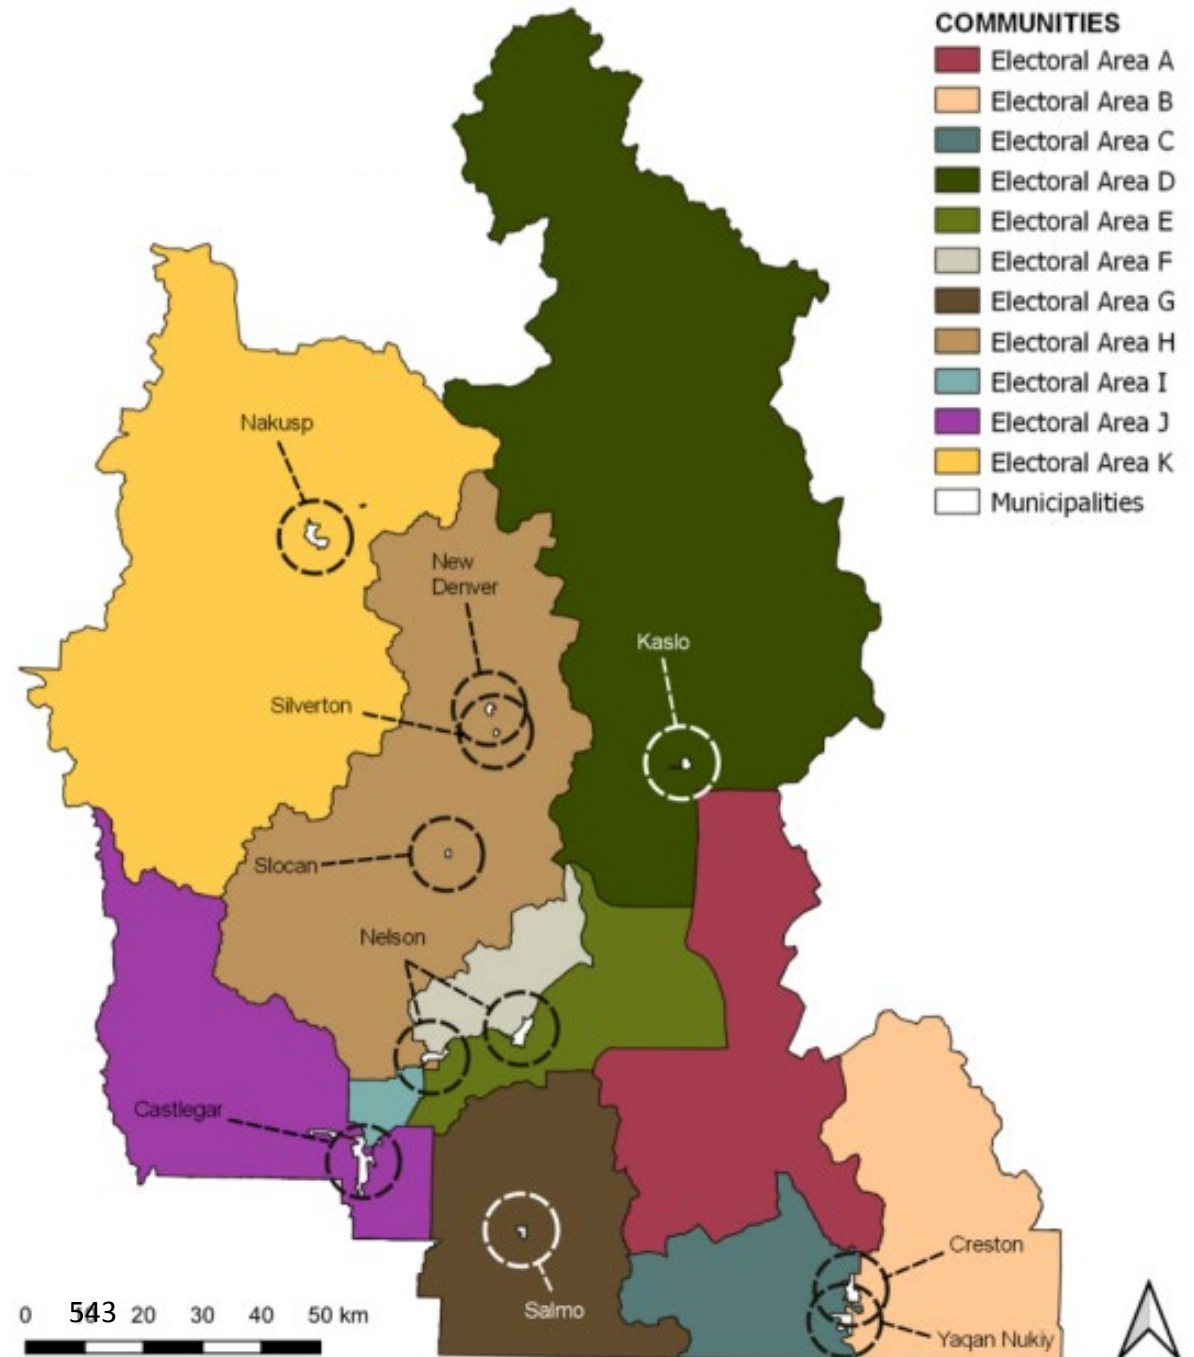 COMMUNITIES
Electoral Area A
Electoral Area B
Electoral Area C
Electoral Area D
Electoral Area E
Electoral Area F
Electoral Area G
Electoral Area H
Electoral Area I
Electoral Area J
Electoral Area K
Municipalities
Nakusp
New
Denver
Kaslo
Silverton
Slocan
Nelson
Castlegar
Creston
Salmo
Yaqan Nukiy
0 543 20 30 40 50 km